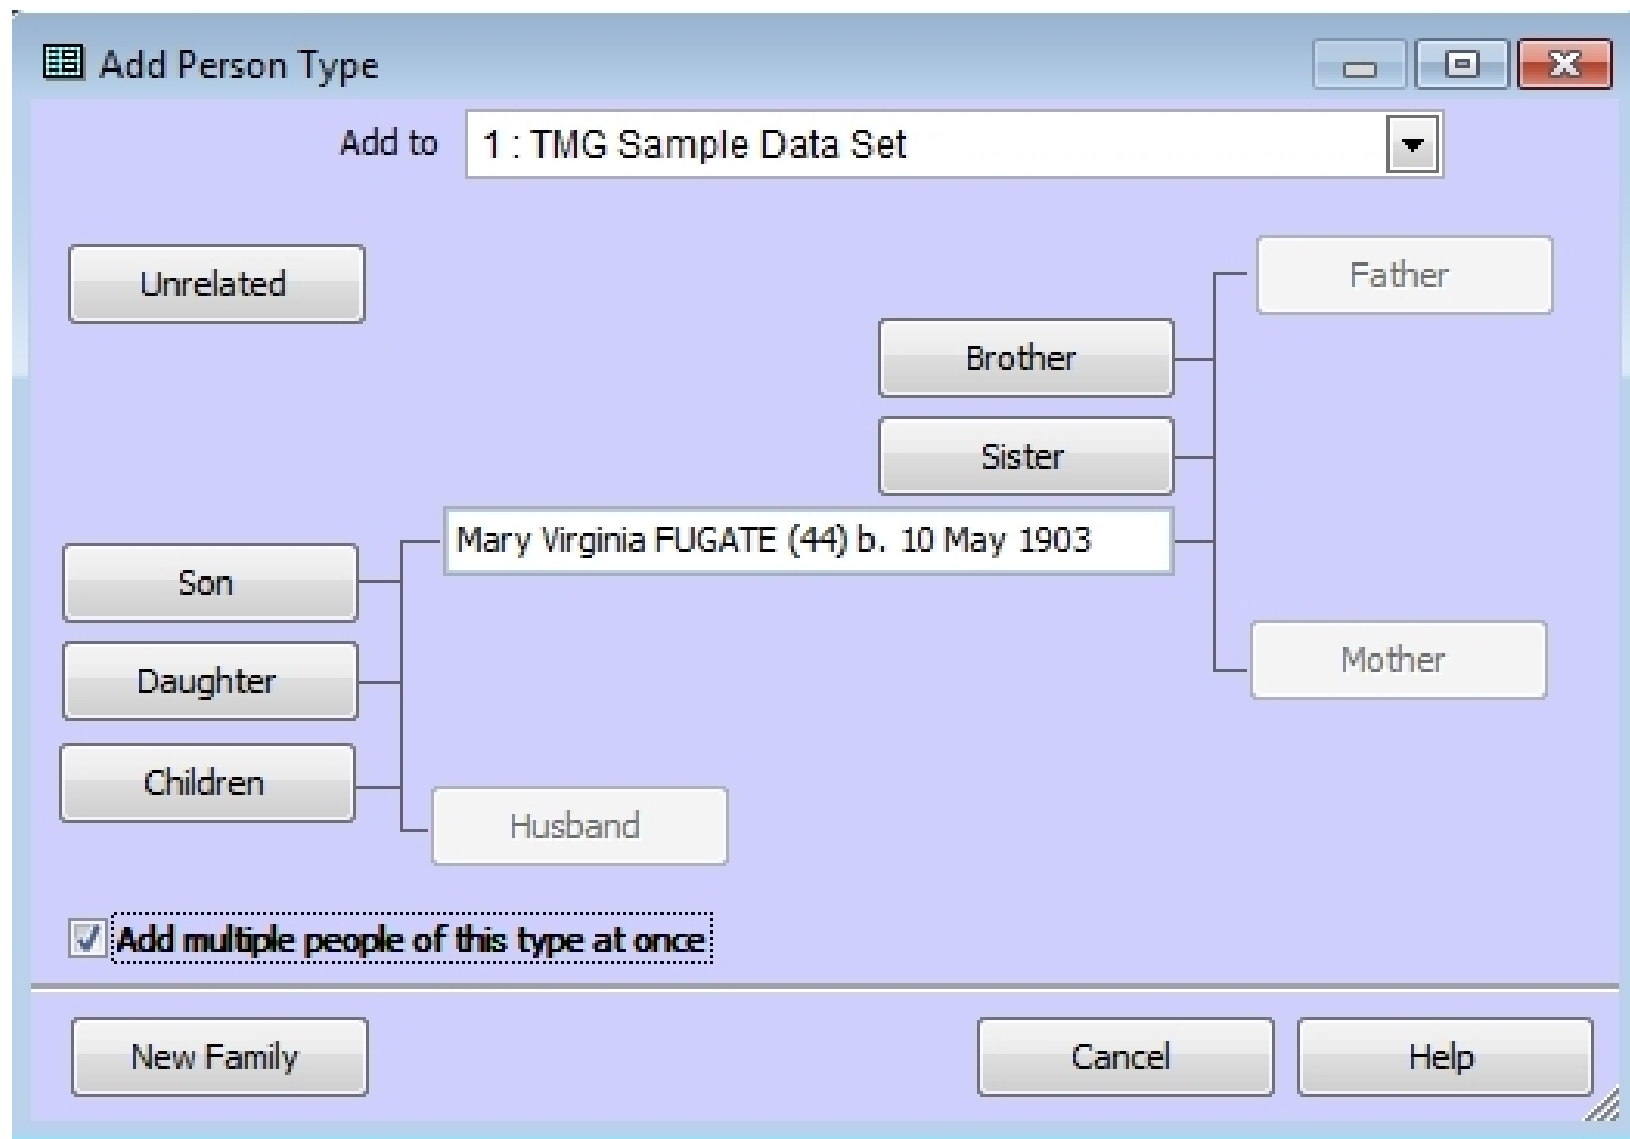 Add Person Type
Add to 1 : TMG Sample Data Set
Unrelated
Father
Brother
Sister
Mary Virginia FUGATE (44) b. 10 May 1903
Son
Mother
Daughter
Children
Husband
Add multiple people of this type at once
New Family
Cancel
Help